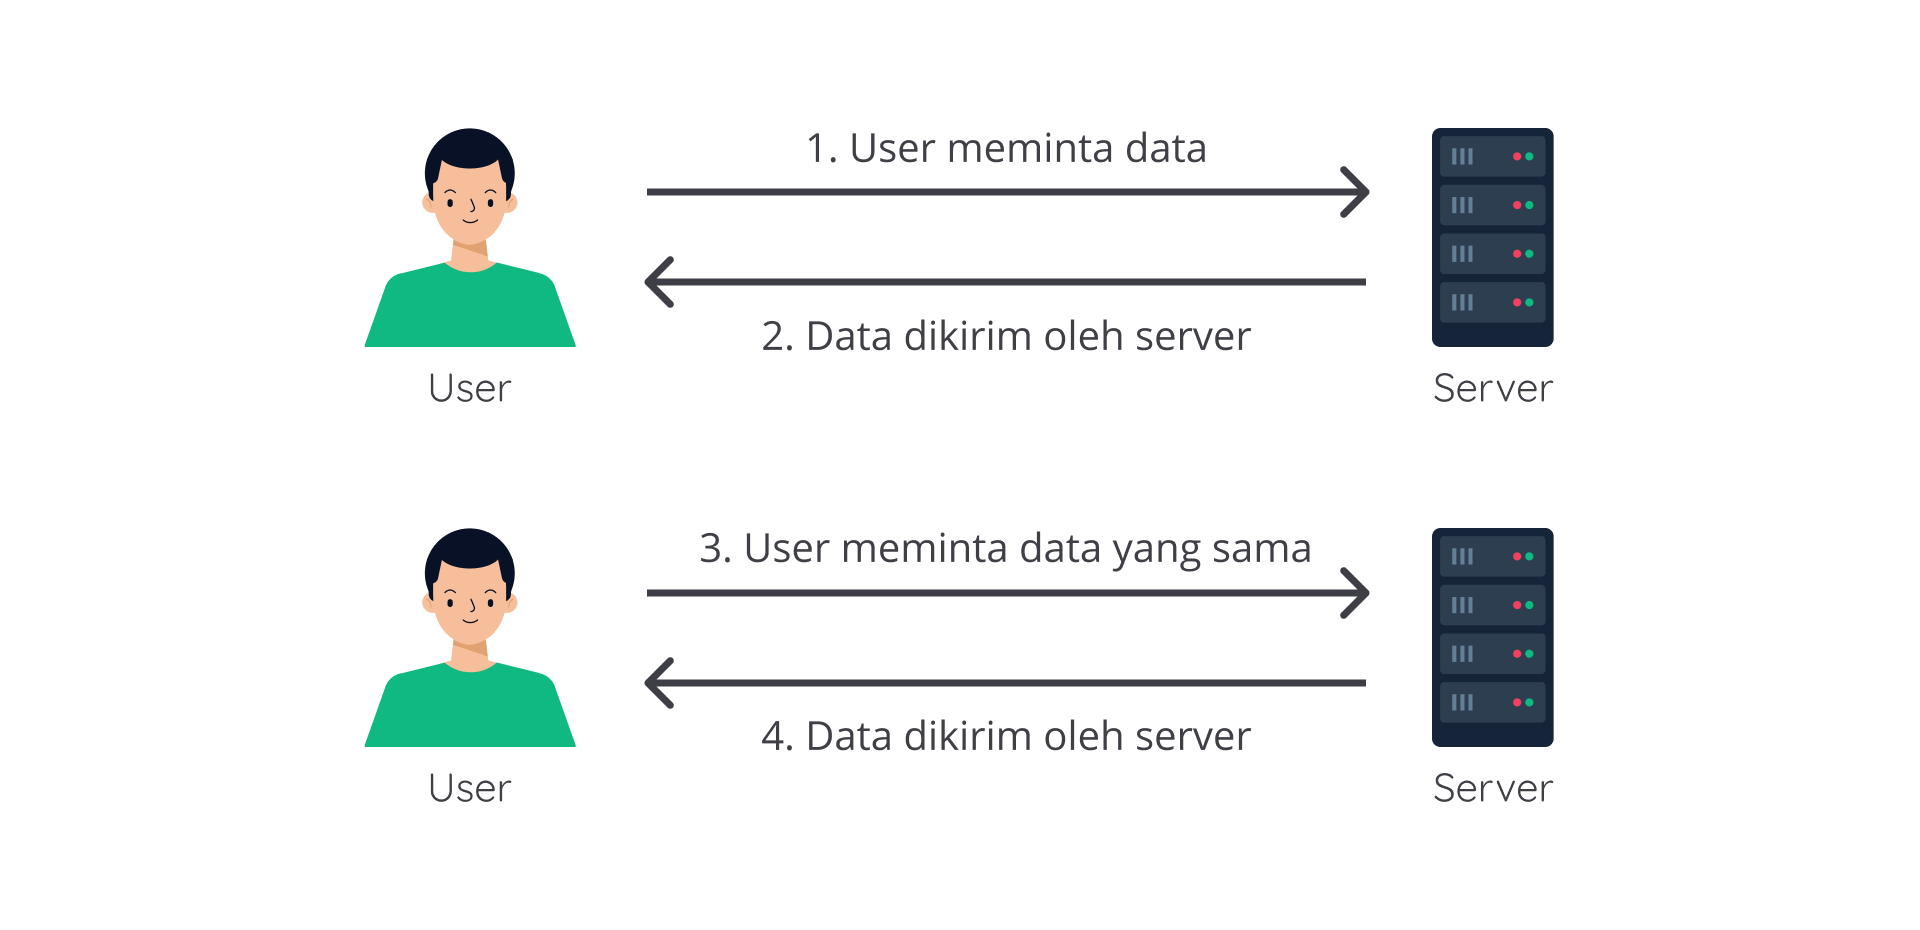 1. User meminta data
2. Data dikirim oleh server
User
Server
3. User meminta data yang sama
4. Data dikirim oleh server
User
Server